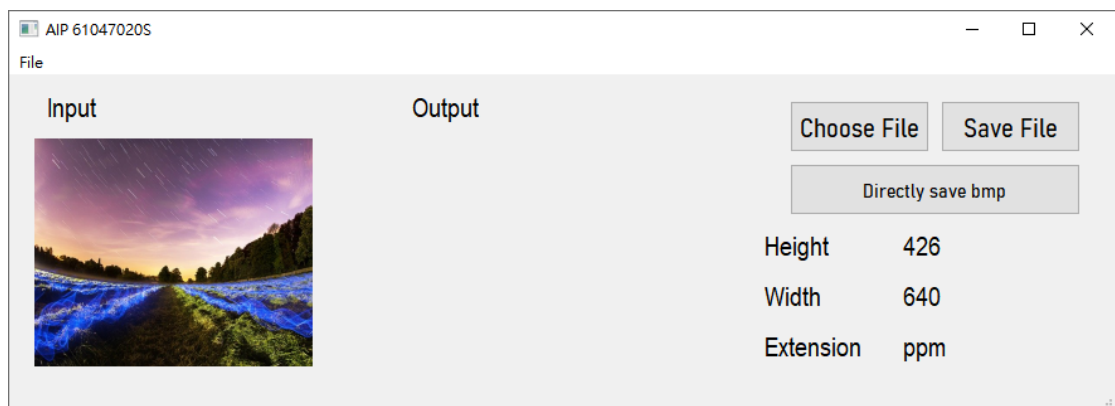 AIP 61047020S
File
Input
Output
Choose File
Save File
Directly save bmp
Height 426
Width 640
Extension ppm